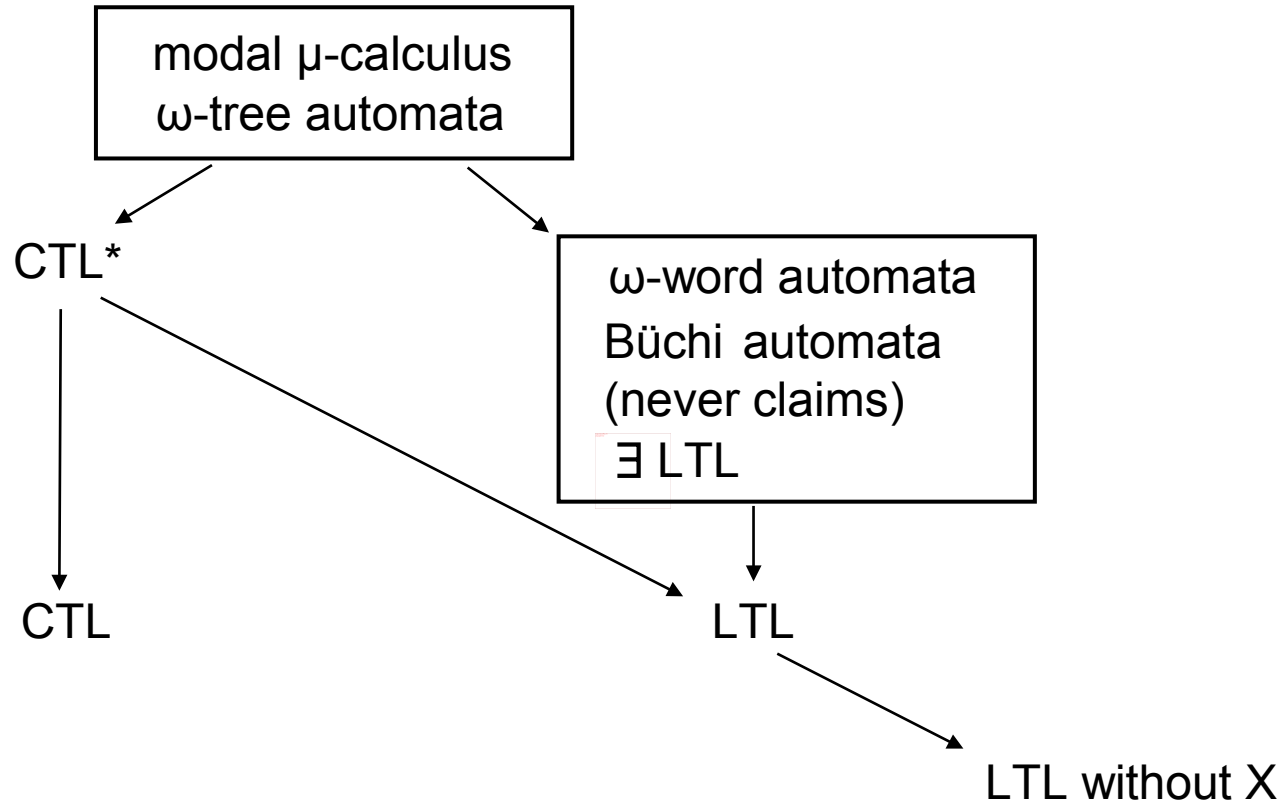 modal μ-calculus
ω-tree automata
CTL*
ω-word automata
Büchi automata
(never claims)
∃ LTL
CTL
LTL
LTL without X